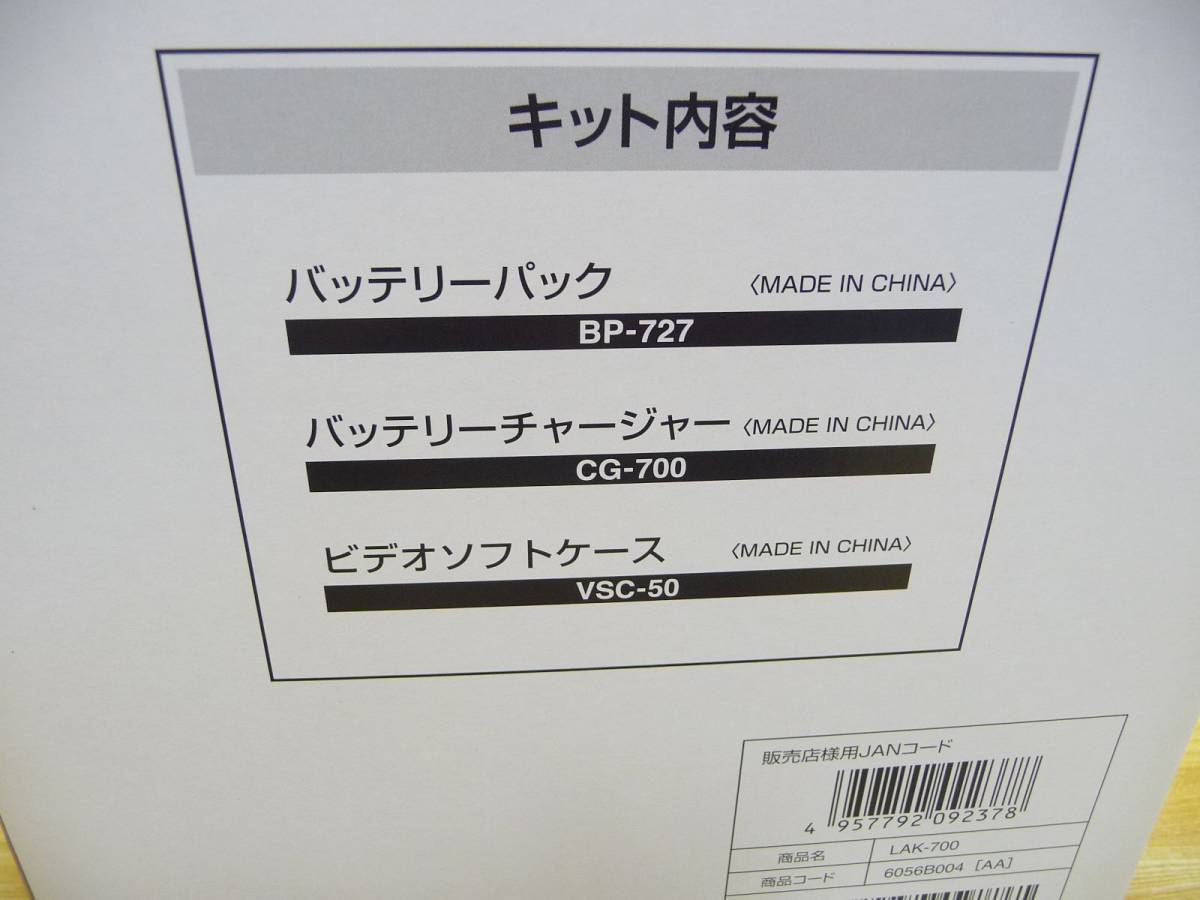 キット内容
バッテリーパック 〈MADE IN CHINA〉
BP-727
バッテリーチャージャー 〈MADE IN CHINA〉
CG-700
ビデオソフトケース 〈MADE IN CHINA〉
VSC-50
販売店様用JANコード
4 957792 092378
商品名 LAK-700
商品コード 6056B004 [AA]